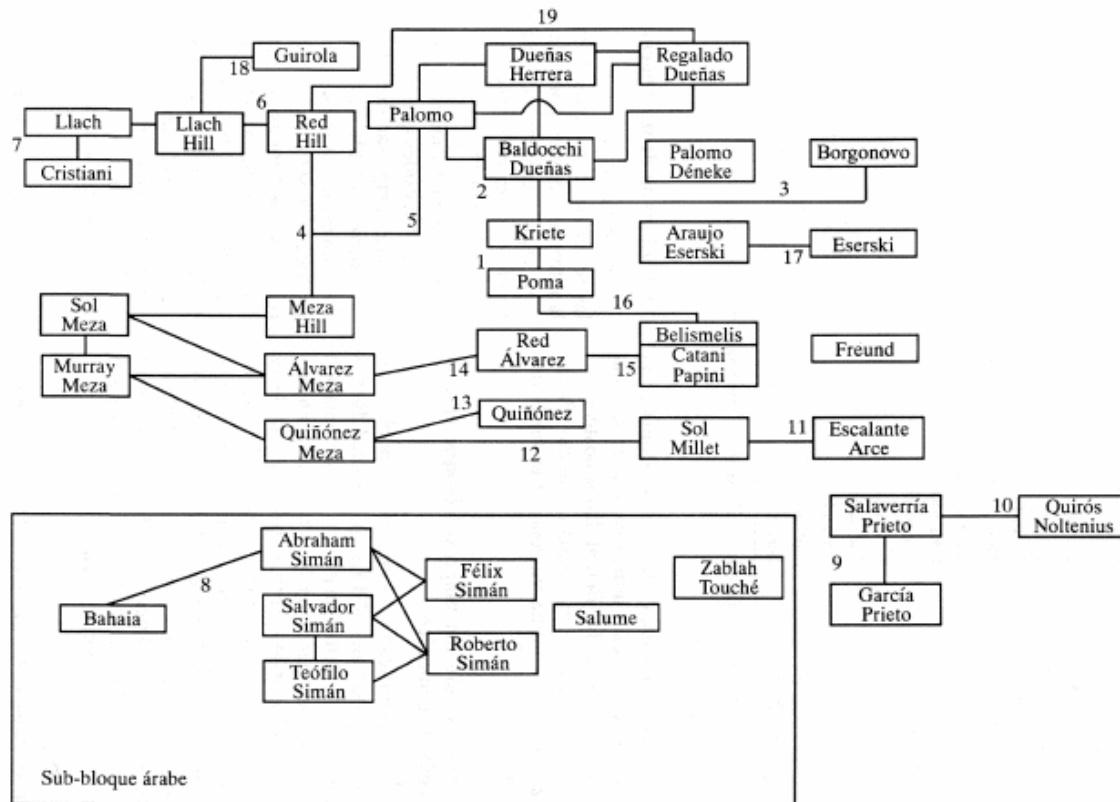 19
Guirola
18
Dueñas
Herrera
Regalado
Dueñas
Llach
7
Cristiani
Llach
Hill
6
Red
Hill
Palomo
Baldocchi
Dueñas
2
Palomo
Déneke
Borgonovo
3
4
5
Kriete
1
Poma
Araujo
Eserski
17
Eserski
16
Sol
Meza
Meza
Hill
Murray
Meza
Álvarez
Meza
14
Red
Álvarez
15
Belismelis
Catani
Papini
Freund
Quiñónez
Meza
13
Quiñónez
12
Sol
Millet
11
Escalante
Arce
Salaverría
Prieto
10
Quirós
Noltenius
9
García
Prieto
Abraham
Simán
8
Bahaia
Félix
Simán
Salvador
Simán
Roberto
Simán
Teófilo
Simán
Salume
Zablah
Touché
Sub-bloque árabe